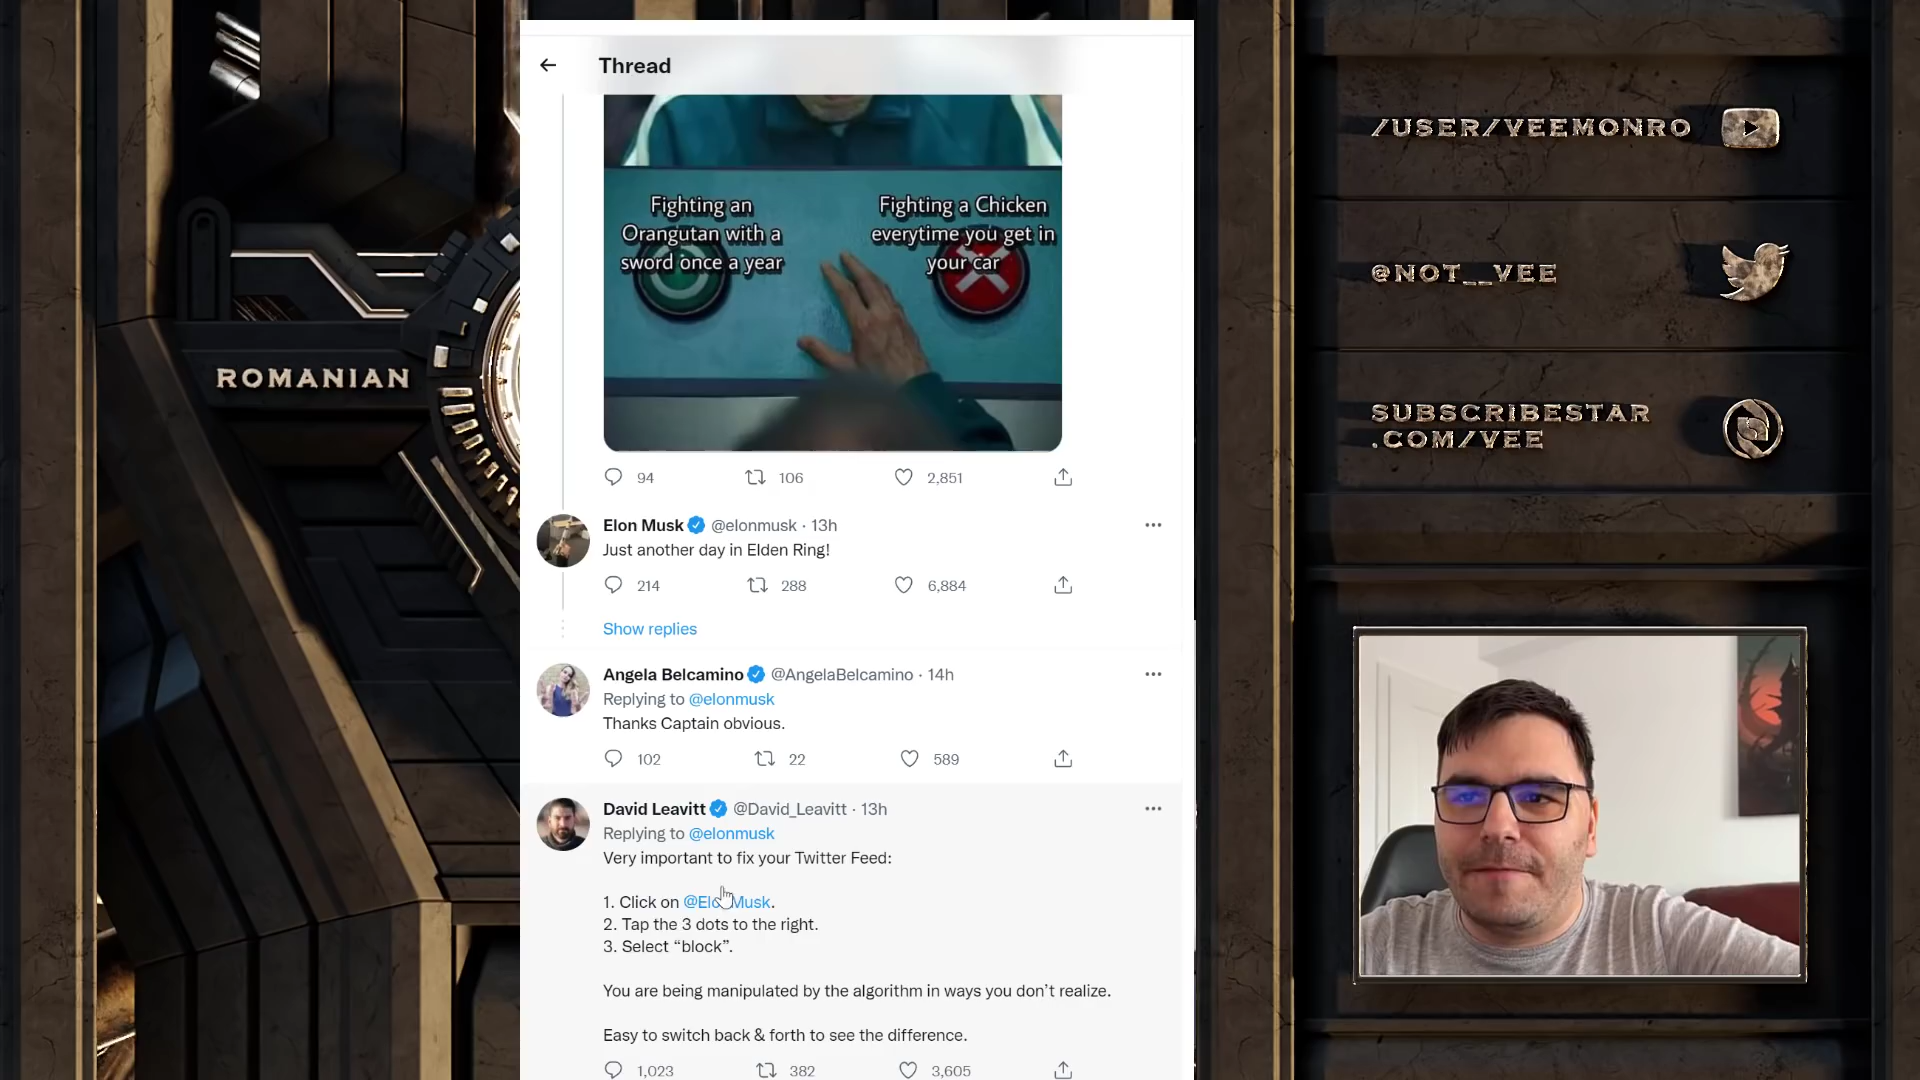 Thread
Fighting an
Orangutan with a
sword once a year
Fighting a Chicken
everytime you get in
your car
94 106 2,851
Elon Musk @elonmusk · 13h
Just another day in Elden Ring!
214 288 6,884
Show replies
Angela Belcamino @AngelaBelcamino · 14h
Replying to @elonmusk
Thanks Captain obvious.
102 22 589
David Leavitt @David_Leavitt · 13h
Replying to @elonmusk
Very important to fix your Twitter Feed:
1. Click on @ElonMusk.
2. Tap the 3 dots to the right.
3. Select “block”.
You are being manipulated by the algorithm in ways you don’t realize.
Easy to switch back & forth to see the difference.
1,023 382 3,605
ROMANIAN
/USER/VEEMONRO
@NOT__VEE
SUBSCRIBESTAR
.COM/VEE